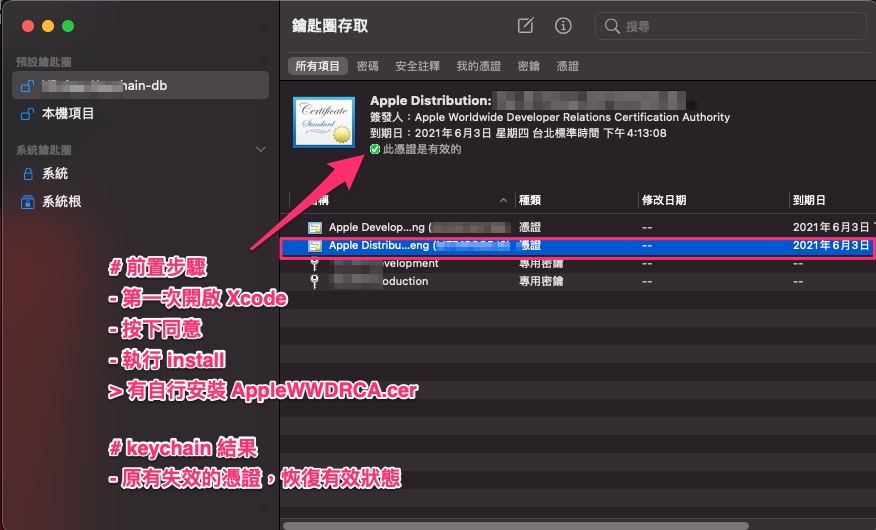 鑰匙圈存取
搜尋
預設鑰匙圈
hain-db
本機項目
系統鑰匙圈
系統
系統根
所有項目 密碼 安全註釋 我的憑證 密鑰 憑證
Certificate
Standard
Apple Distribution:
簽發人：Apple Worldwide Developer Relations Certification Authority
到期日：2021年6月3日 星期四 台北標準時間 下午4:13:08
此憑證是有效的
稱 種類 修改日期 到期日
Apple Develop...ng ( 憑證 -- 2021年6月3日
Apple Distribu...eng ( 憑證 -- 2021年6月3日
evelopment 專用密鑰 -- --
oduction 專用密鑰 -- --
# 前置步驟
- 第一次開啟 Xcode
- 按下同意
- 執行 install
> 有自行安裝 AppleWWDRCA.cer
# keychain 結果
- 原有失效的憑證，恢復有效狀態